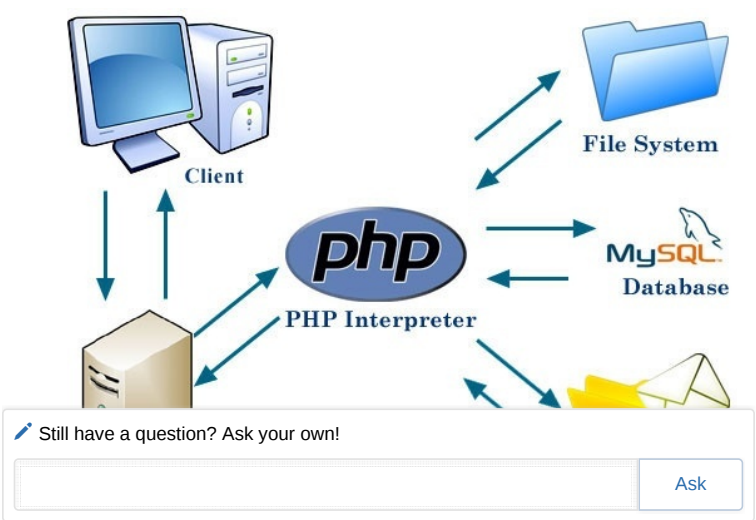 File System
Client
php
MySQL
Database
PHP Interpreter
Still have a question? Ask your own!
Ask